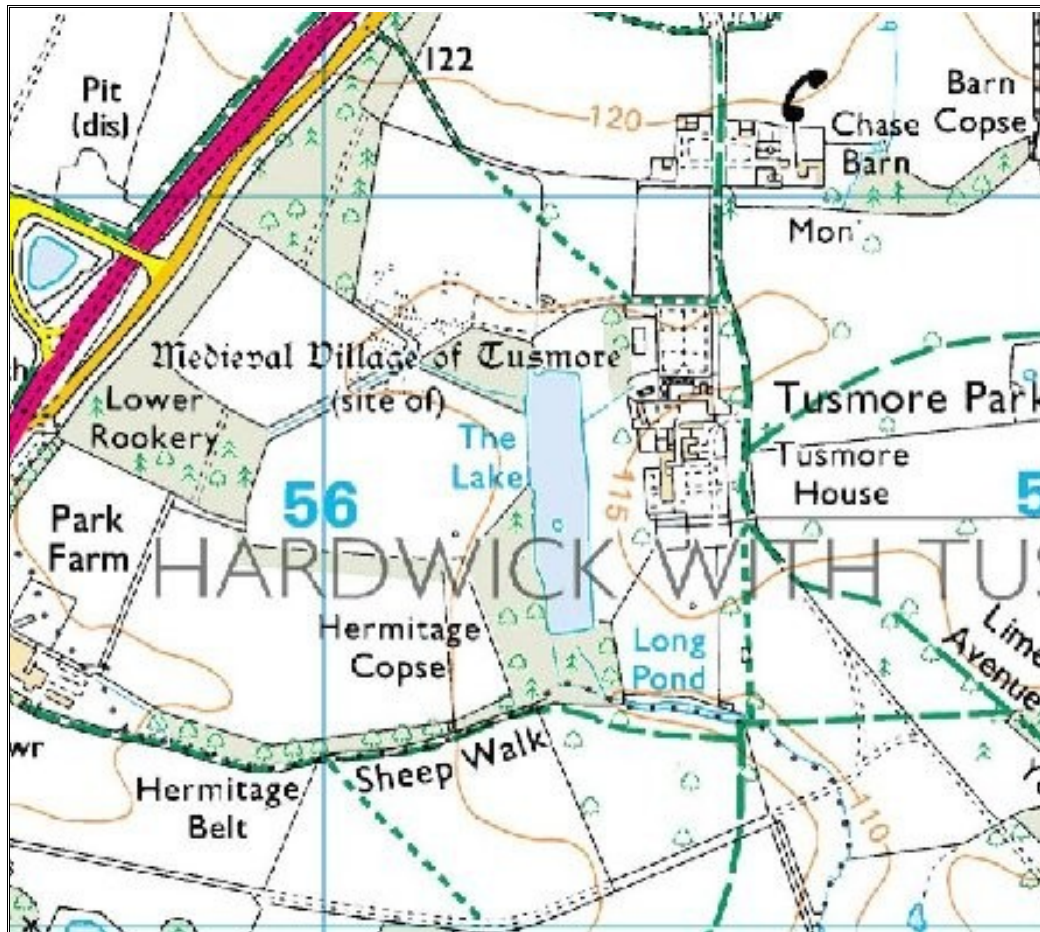 122
Pit
(dis)
120
Barn
Copse
Chase
Barn
Mon
Medieval Village of Tusmore
(site of)
Lower
Rookery
The
Lake
115
Tusmore Park
Tusmore
House
56
5
Park
Farm
HARDWICK WITH TUS
Hermitage
Copse
Long
Pond
Lime
Avenue
wr
Sheep Walk
Hermitage
Belt
110